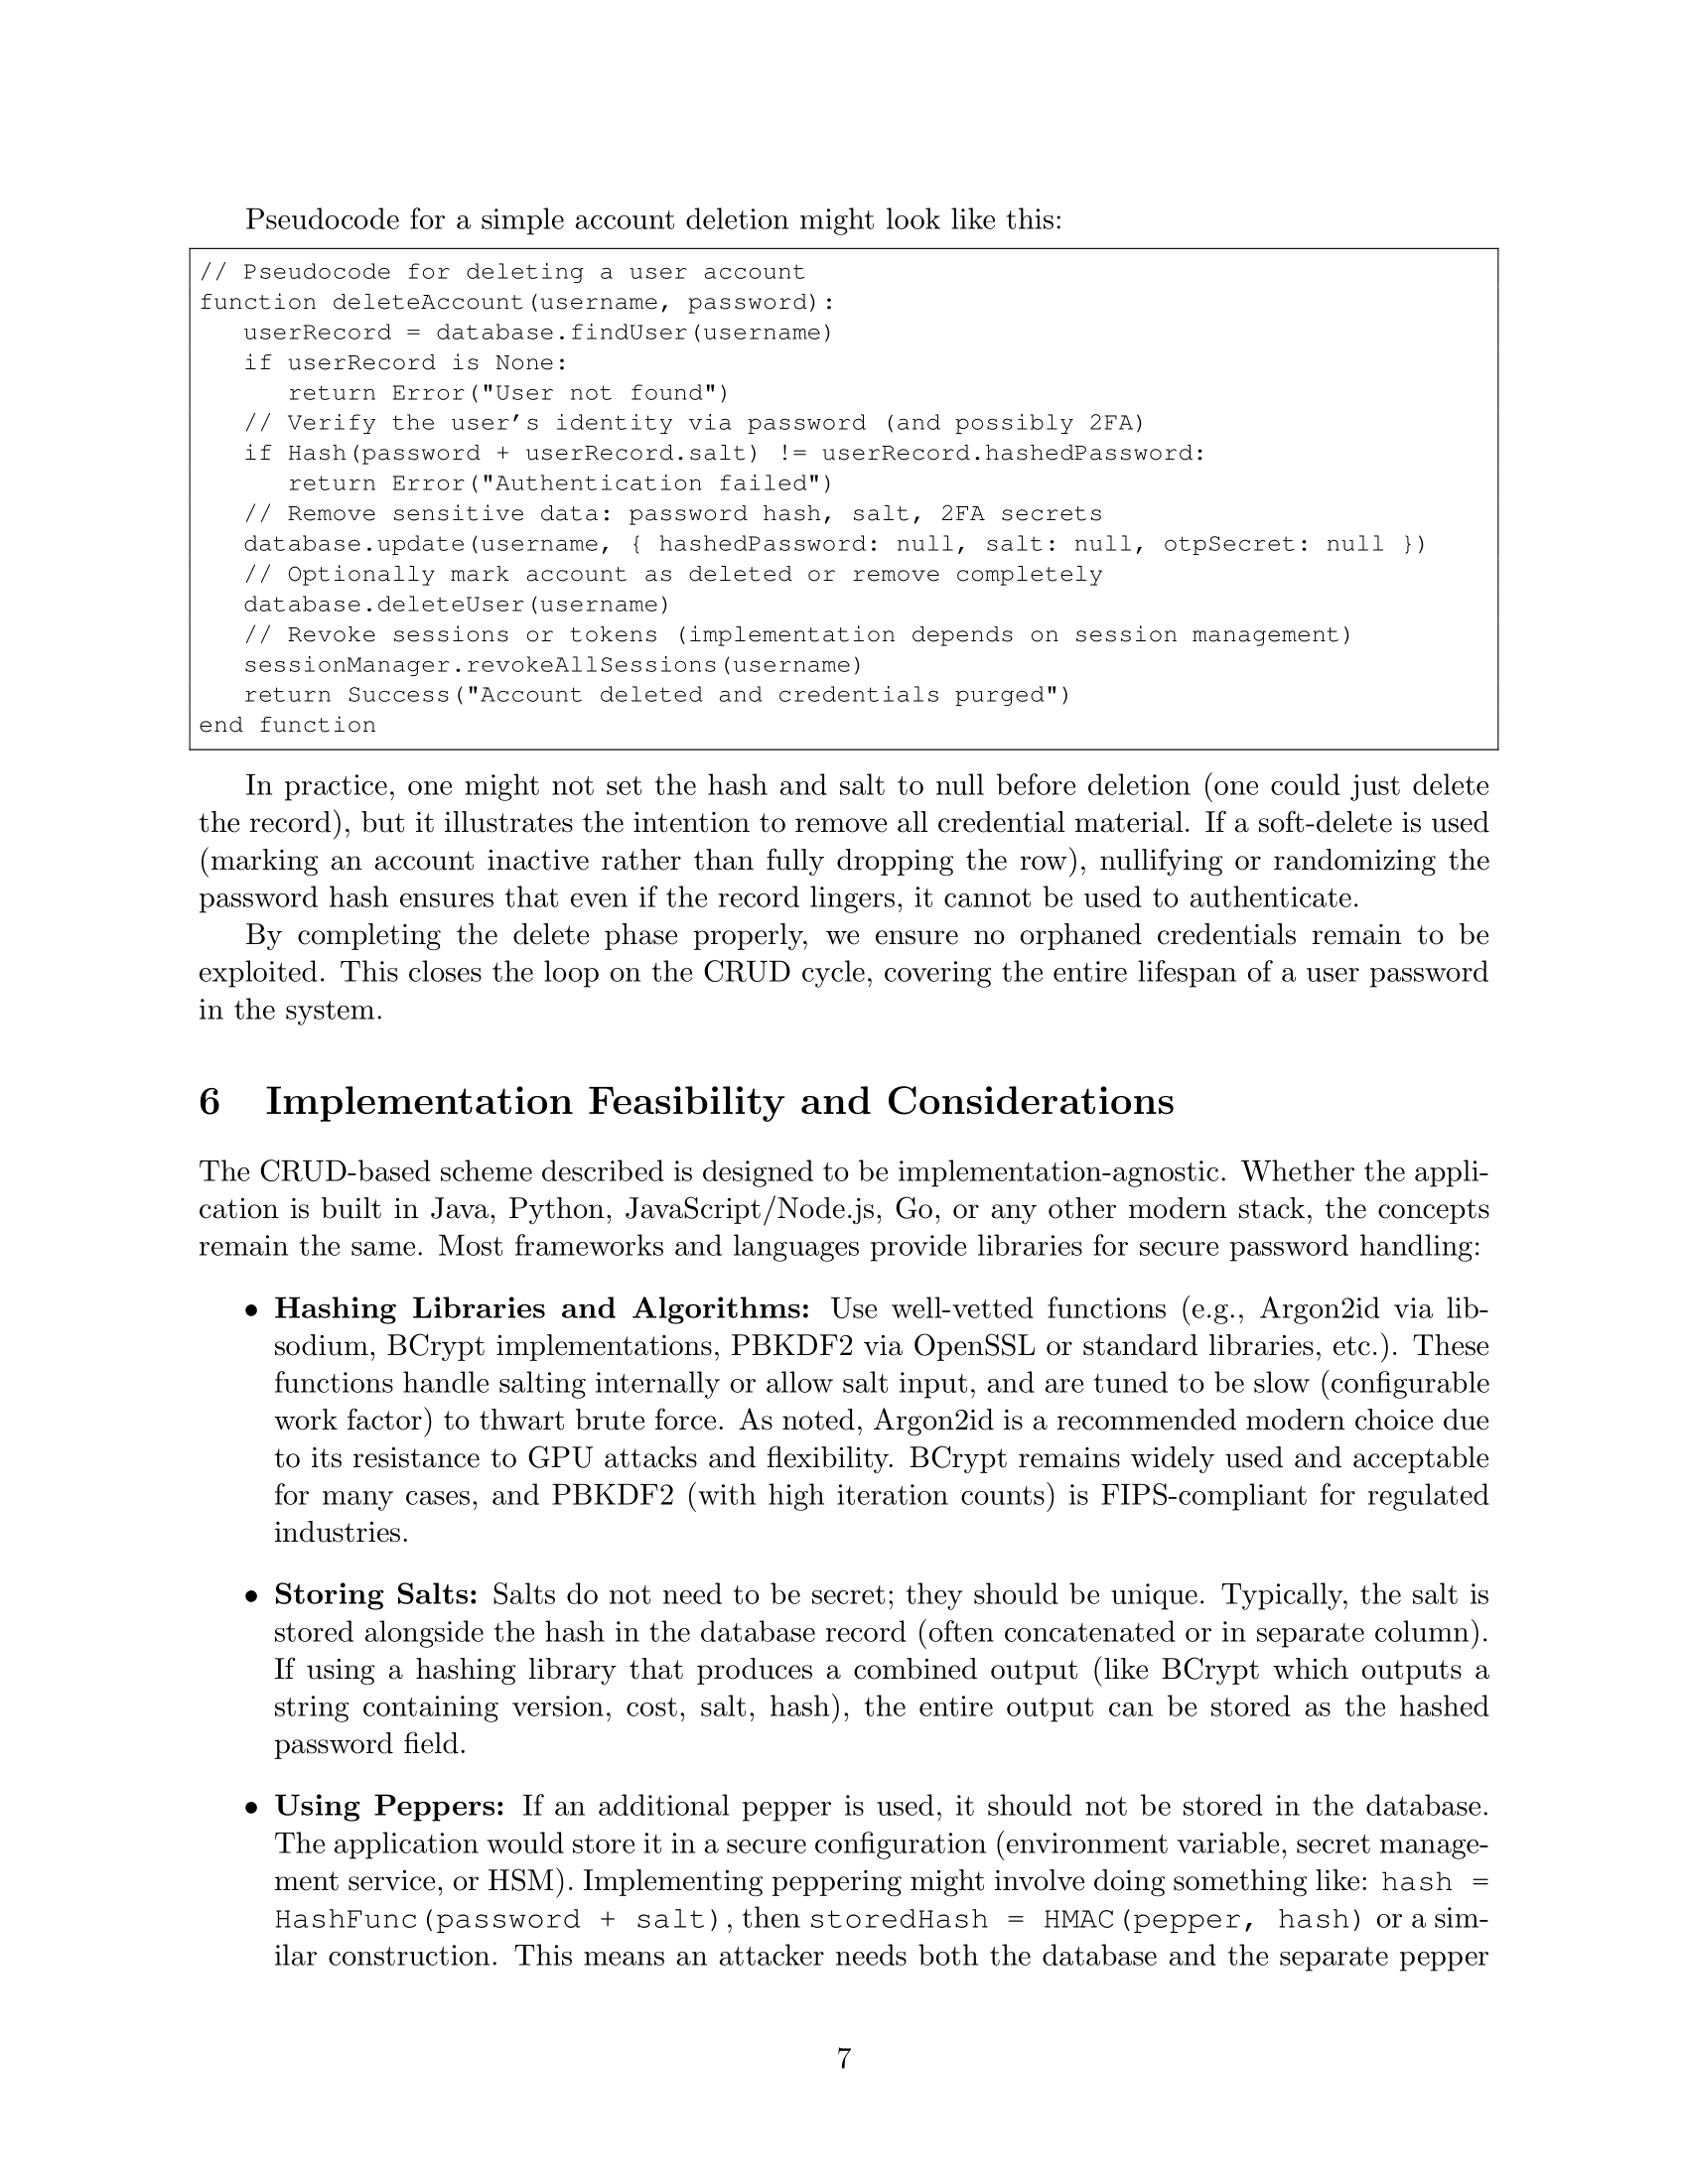 Pseudocode for a simple account deletion might look like this:
// Pseudocode for deleting a user account
function deleteAccount(username, password):
   userRecord = database.findUser(username)
   if userRecord is None:
      return Error("User not found")
   // Verify the user's identity via password (and possibly 2FA)
   if Hash(password + userRecord.salt) != userRecord.hashedPassword:
      return Error("Authentication failed")
   // Remove sensitive data: password hash, salt, 2FA secrets
   database.update(username, { hashedPassword: null, salt: null, otpSecret: null })
   // Optionally mark account as deleted or remove completely
   database.deleteUser(username)
   // Revoke sessions or tokens (implementation depends on session management)
   sessionManager.revokeAllSessions(username)
   return Success("Account deleted and credentials purged")
end function
In practice, one might not set the hash and salt to null before deletion (one could just delete
the record), but it illustrates the intention to remove all credential material. If a soft-delete is used
(marking an account inactive rather than fully dropping the row), nullifying or randomizing the
password hash ensures that even if the record lingers, it cannot be used to authenticate.
By completing the delete phase properly, we ensure no orphaned credentials remain to be
exploited. This closes the loop on the CRUD cycle, covering the entire lifespan of a user password
in the system.
6 Implementation Feasibility and Considerations
The CRUD-based scheme described is designed to be implementation-agnostic. Whether the appli-
cation is built in Java, Python, JavaScript/Node.js, Go, or any other modern stack, the concepts
remain the same. Most frameworks and languages provide libraries for secure password handling:
• Hashing Libraries and Algorithms: Use well-vetted functions (e.g., Argon2id via lib-
sodium, BCrypt implementations, PBKDF2 via OpenSSL or standard libraries, etc.). These
functions handle salting internally or allow salt input, and are tuned to be slow (configurable
work factor) to thwart brute force. As noted, Argon2id is a recommended modern choice due
to its resistance to GPU attacks and flexibility. BCrypt remains widely used and acceptable
for many cases, and PBKDF2 (with high iteration counts) is FIPS-compliant for regulated
industries.
• Storing Salts: Salts do not need to be secret; they should be unique. Typically, the salt is
stored alongside the hash in the database record (often concatenated or in separate column).
If using a hashing library that produces a combined output (like BCrypt which outputs a
string containing version, cost, salt, hash), the entire output can be stored as the hashed
password field.
• Using Peppers: If an additional pepper is used, it should not be stored in the database.
The application would store it in a secure configuration (environment variable, secret manage-
ment service, or HSM). Implementing peppering might involve doing something like: hash =
HashFunc(password + salt), then storedHash = HMAC(pepper, hash) or a sim-
ilar construction. This means an attacker needs both the database and the separate pepper
7